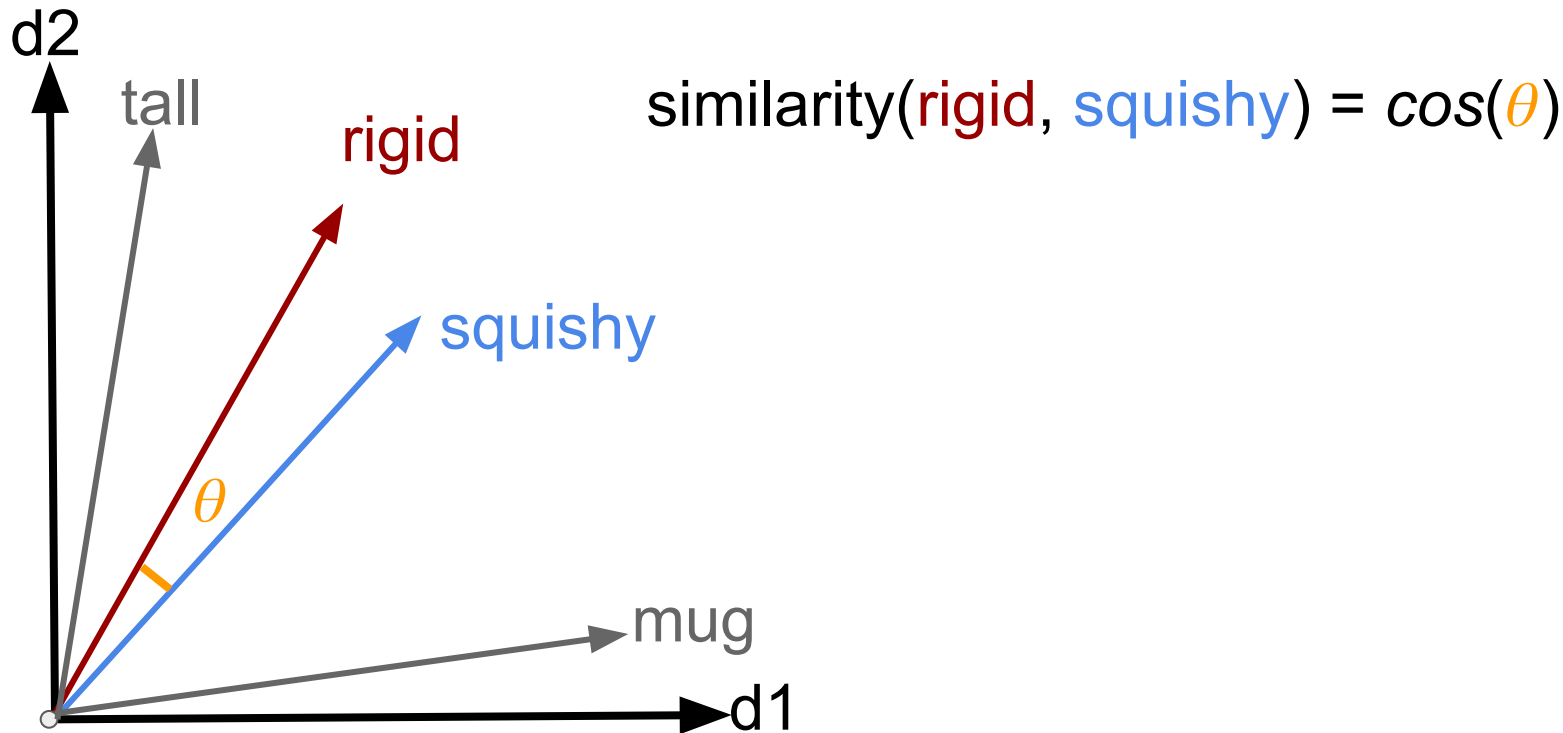 d2
tall
rigid
similarity(rigid, squishy) = cos(θ)
squishy
θ
mug
d1